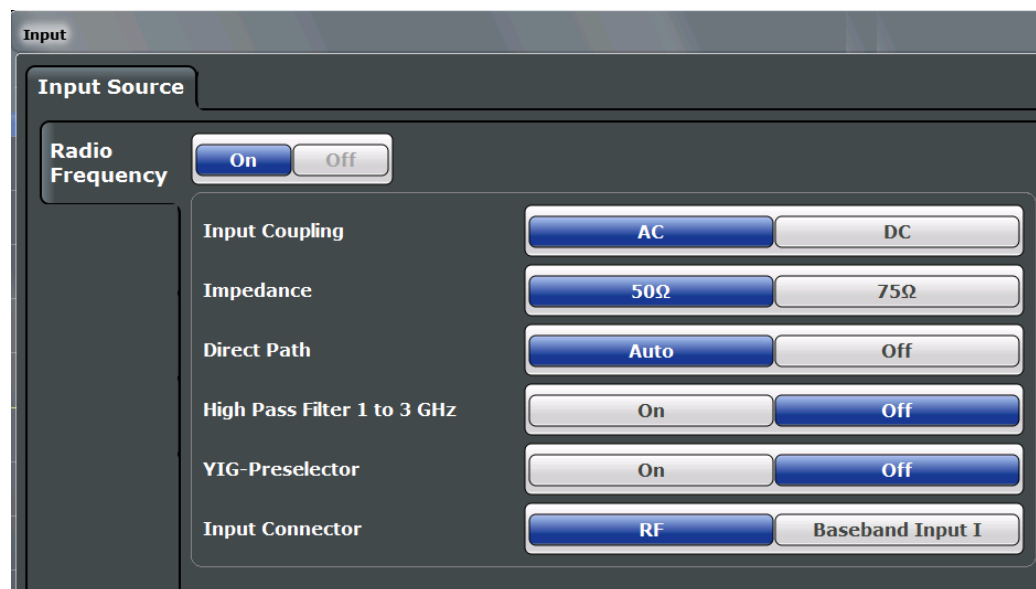 Input
Input Source
Radio
Frequency
On Off
Input Coupling AC DC
Impedance 50Ω 75Ω
Direct Path Auto Off
High Pass Filter 1 to 3 GHz On Off
YIG-Preselector On Off
Input Connector RF Baseband Input I